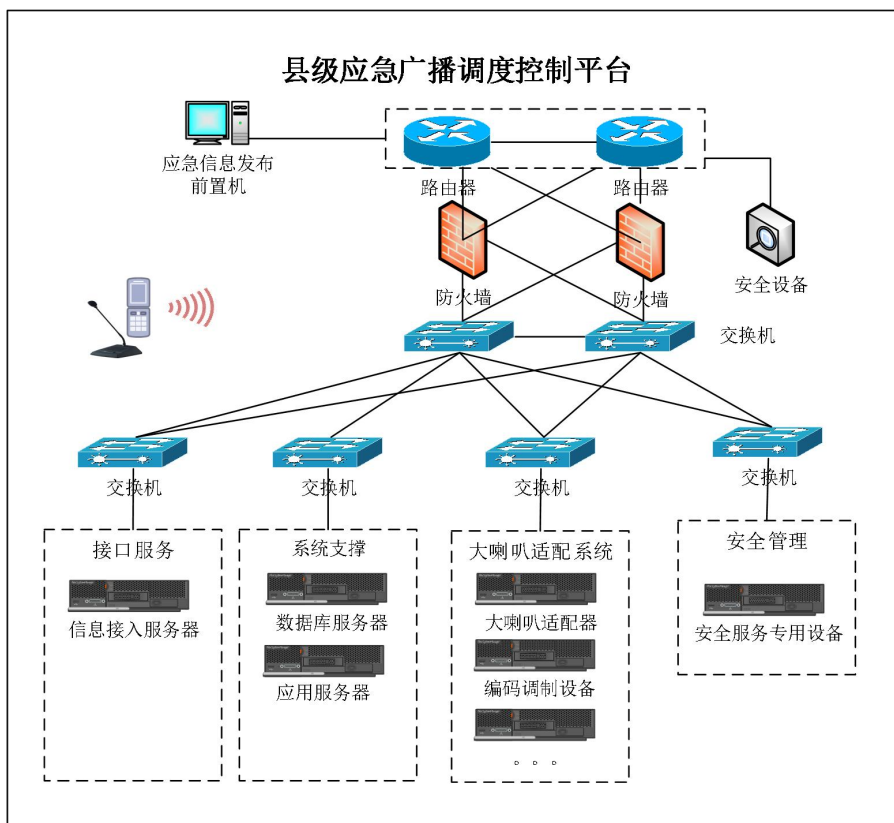 县级应急广播调度控制平台
应急信息发布
前置机
路由器
路由器
防火墙
防火墙
安全设备
交换机
交换机
交换机
交换机
交换机
接口服务
信息接入服务器
系统支撑
数据库服务器
应用服务器
大喇叭适配系统
大喇叭适配器
编码调制设备
。。。
安全管理
安全服务专用设备